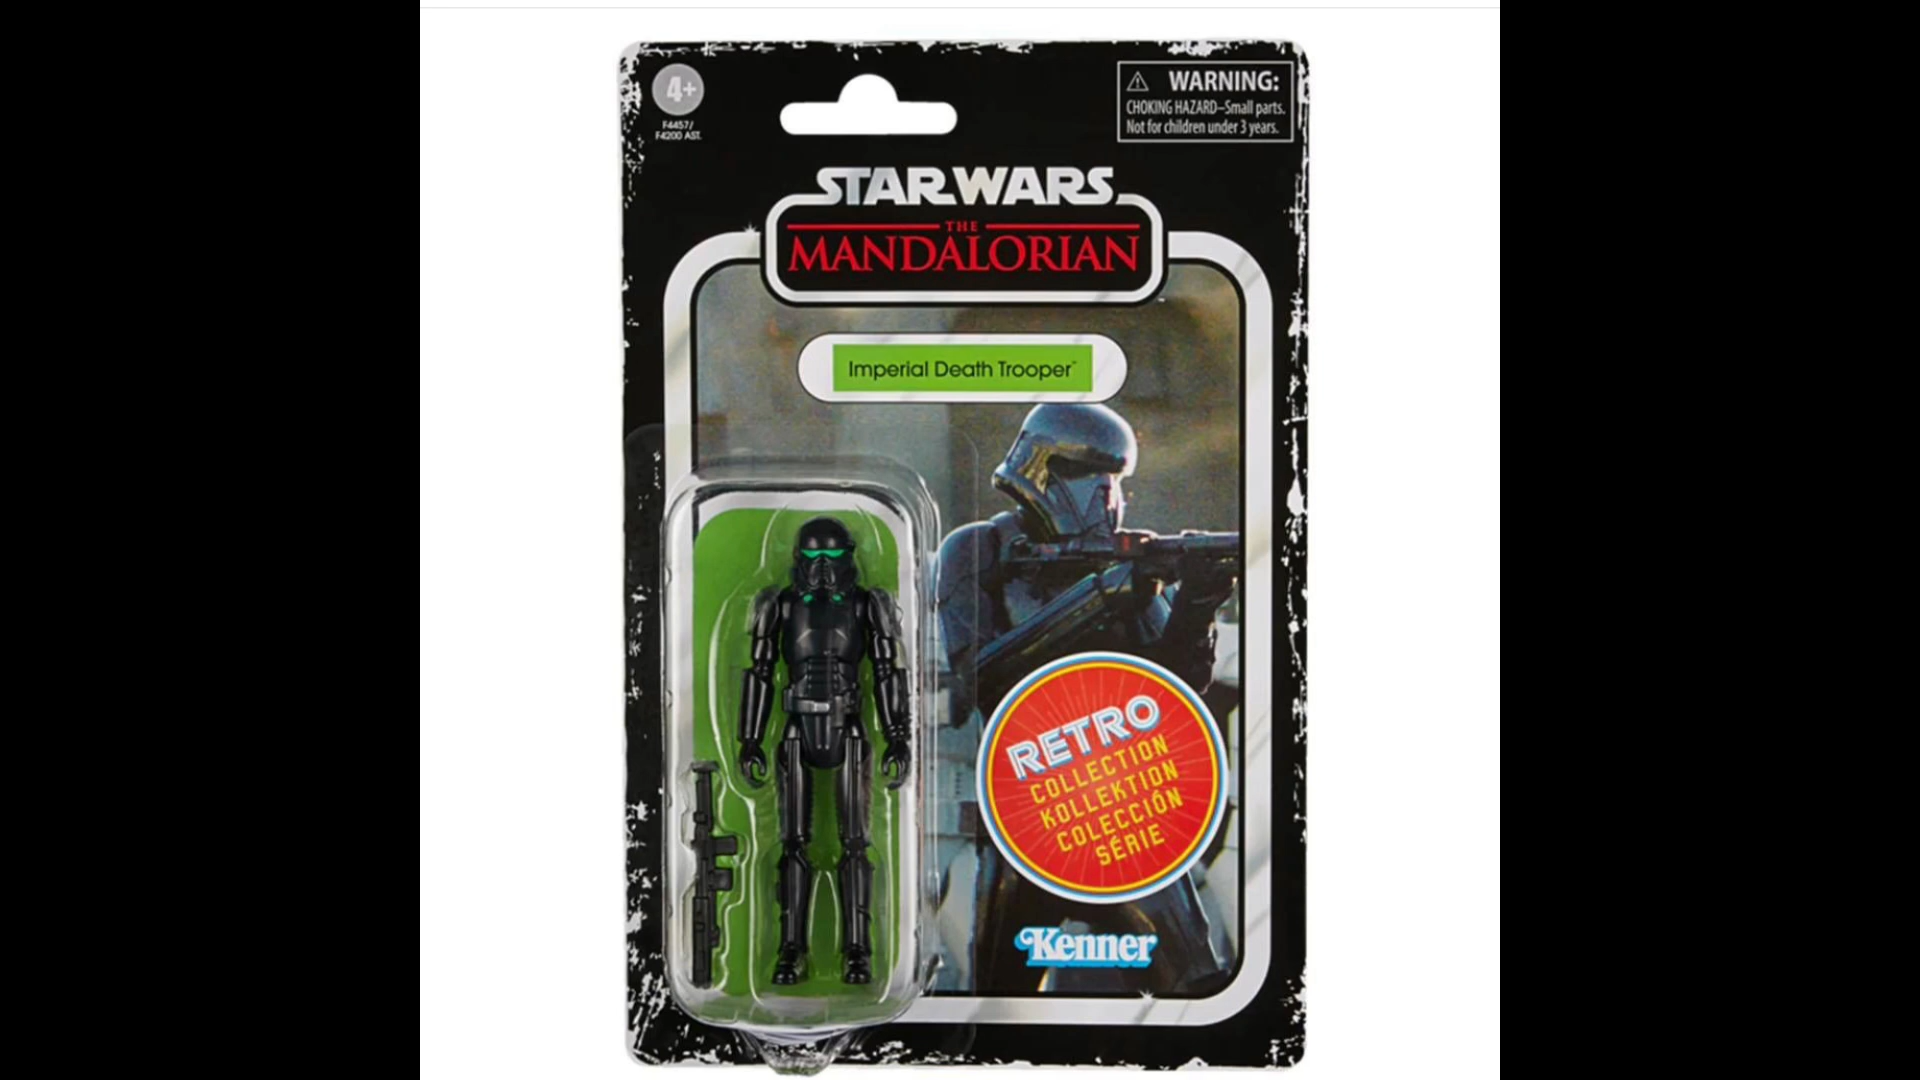 4+
F4457/
F4200 AST.
⚠ WARNING:
CHOKING HAZARD–Small parts.
Not for children under 3 years.
STAR WARS
THE
MANDALORIAN
Imperial Death Trooper™
RETRO
COLLECTION
KOLLEKTION
COLECCIÓN
SÉRIE
Kenner